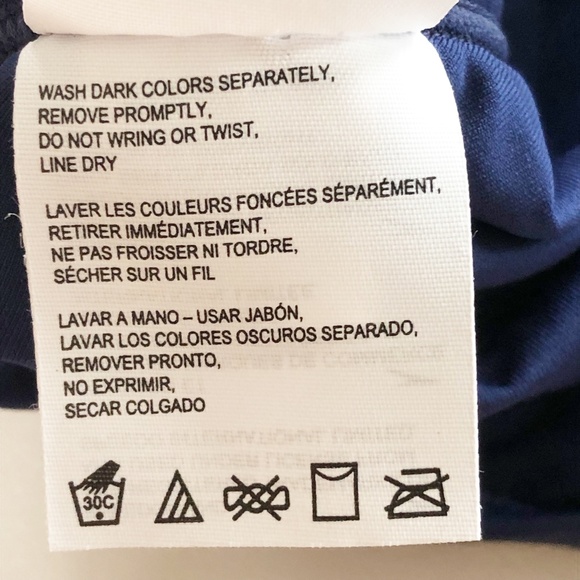 WASH DARK COLORS SEPARATELY,
REMOVE PROMPTLY,
DO NOT WRING OR TWIST,
LINE DRY
LAVER LES COULEURS FONCÉES SÉPARÉMENT,
RETIRER IMMÉDIATEMENT,
NE PAS FROISSER NI TORDRE,
SÉCHER SUR UN FIL
LAVAR A MANO – USAR JABÓN,
LAVAR LOS COLORES OSCUROS SEPARADO,
REMOVER PRONTO,
NO EXPRIMIR,
SECAR COLGADO
30C